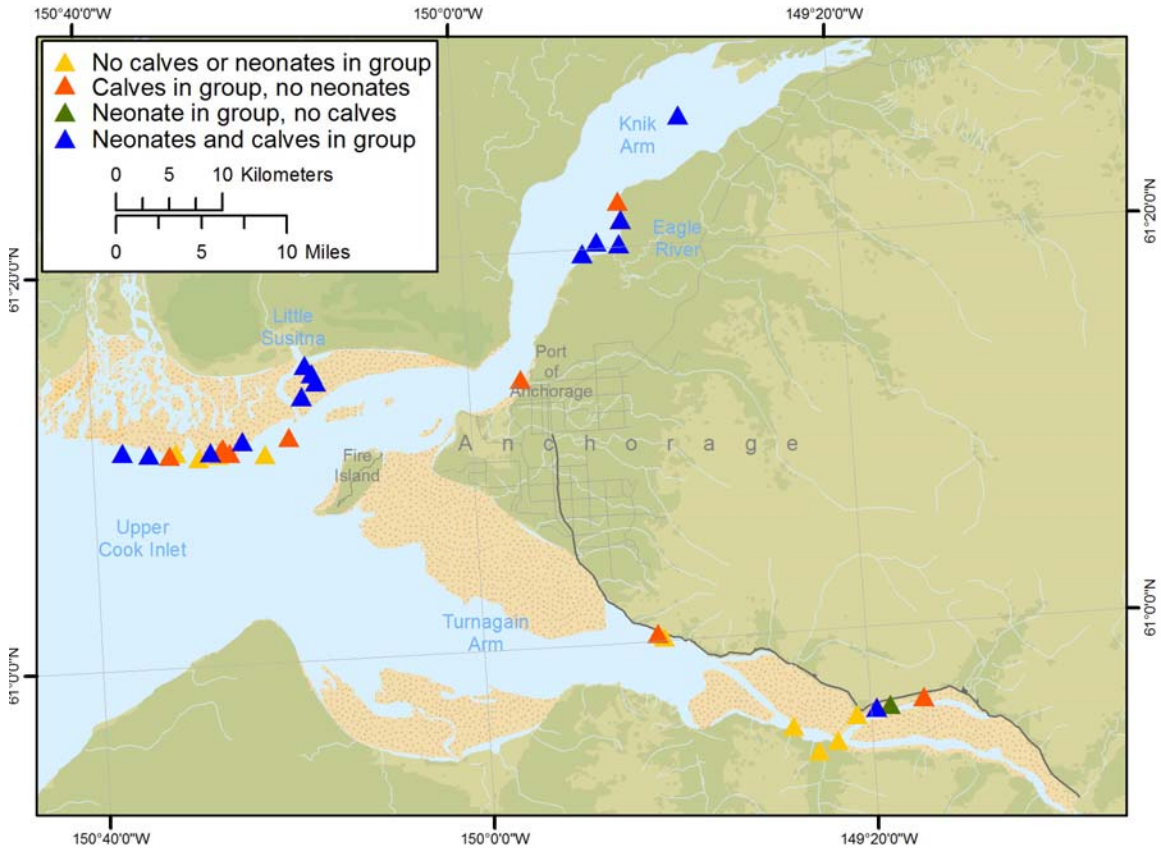 150°40'0"W 150°0'0"W 149°20'0"W
No calves or neonates in group
Calves in group, no neonates
Neonate in group, no calves
Neonates and calves in group
0 5 10 Kilometers
0 5 10 Miles
Knik
Arm
61°20'0"N
Eagle
River
61°20'0"N
Little
Susitna
Port
of
Anchorage
Anchorage
Fire
Island
Upper
Cook Inlet
61°0'0"N
Turnagain
Arm
61°0'0"N
150°40'0"W 150°0'0"W 149°20'0"W